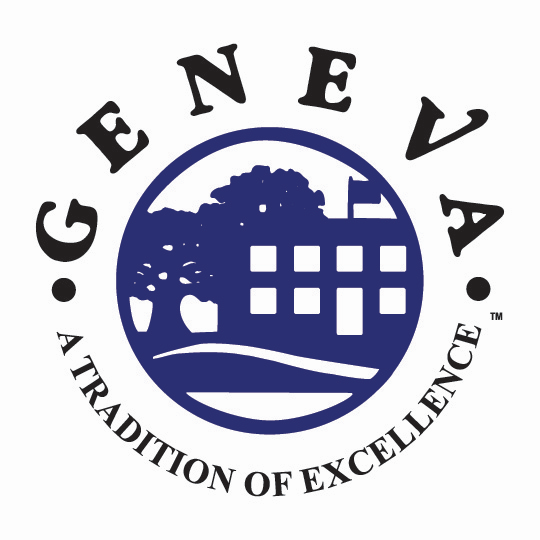 GENEVA
A TRADITION OF EXCELLENCE
TM